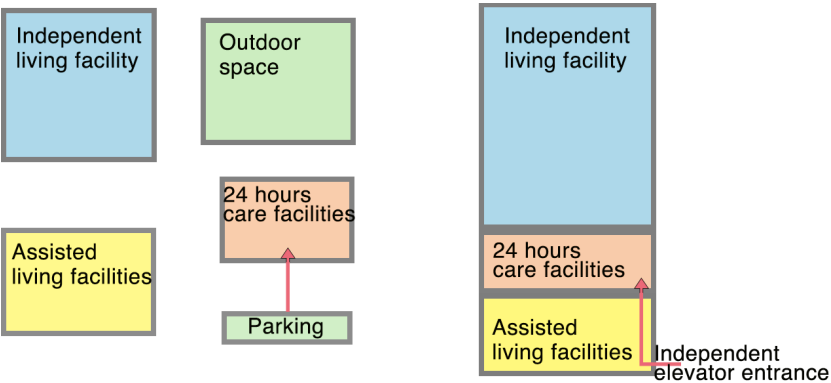 Independent
living facility
Outdoor
space
24 hours
care facilities
Assisted
living facilities
Parking
Independent
living facility
24 hours
care facilities
Assisted
living facilities
Independent
elevator entrance